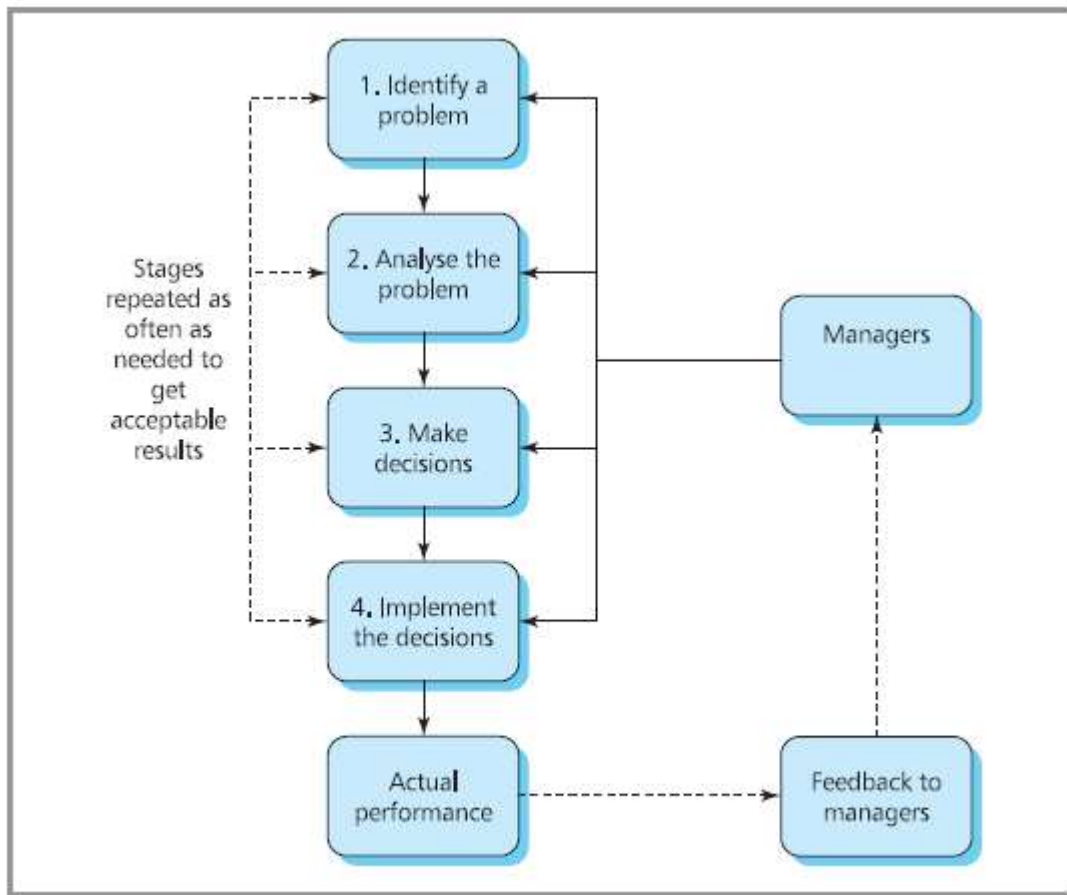 1. Identify a
problem
2. Analyse the
problem
Stages
repeated as
often as
needed to
get
acceptable
results
Managers
3. Make
decisions
4. Implement
the decisions
Actual
performance
Feedback to
managers